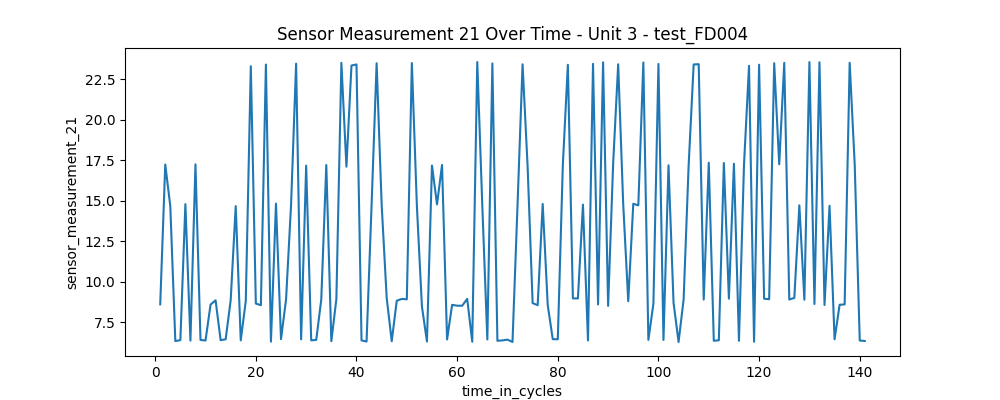 Sensor Measurement 21 Over Time - Unit 3 - test_FD004
sensor_measurement_21
22.5
20.0
17.5
15.0
12.5
10.0
7.5
0 20 40 60 80 100 120 140
time_in_cycles